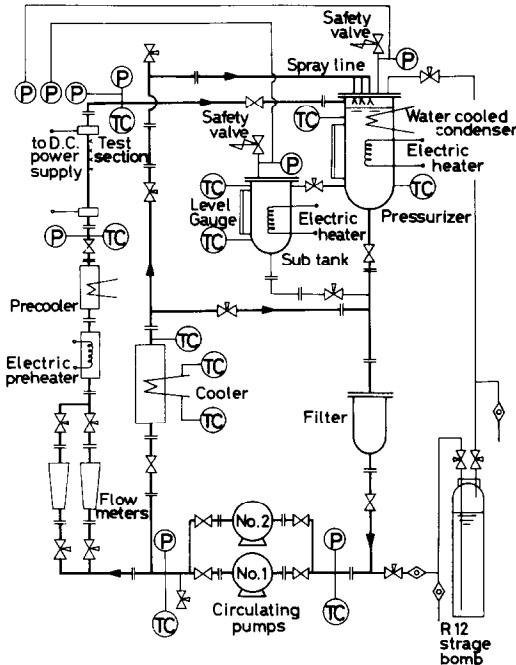 Safety
valve
P
Spray line
P
P
P
TC
Safety
valve
Water cooled
condenser
to D.C.
power
supply
Test
section
TC
P
Electric
heater
TC
Level
Gauge
TC
TC
Pressurizer
Electric
heater
P
TC
Sub tank
Precooler
TC
Electric
preheater
TC
Cooler
TC
Filter
Flow
meters
No.2
P
P
No.1
TC
Circulating
pumps
TC
R12
strage
bomb